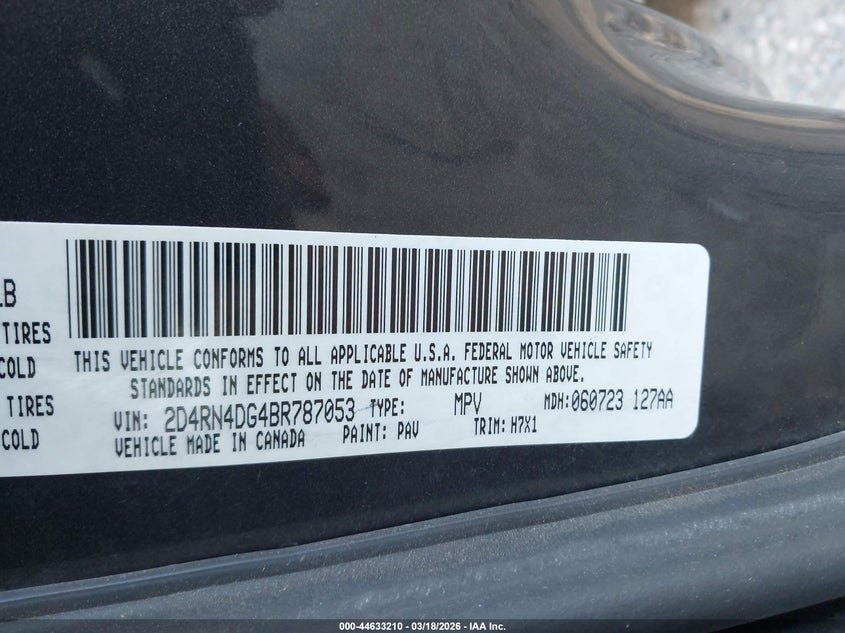 LB
TIRES
COLD
TIRES
COLD
THIS VEHICLE CONFORMS TO ALL APPLICABLE U.S.A. FEDERAL MOTOR VEHICLE SAFETY
STANDARDS IN EFFECT ON THE DATE OF MANUFACTURE SHOWN ABOVE.
VIN: 2D4RN4DG4BR787053 TYPE: MPV MDH:060723 127AA
VEHICLE MADE IN CANADA PAINT: PAV TRIM: H7X1
000-44633210 - 03/18/2026 - IAA Inc.